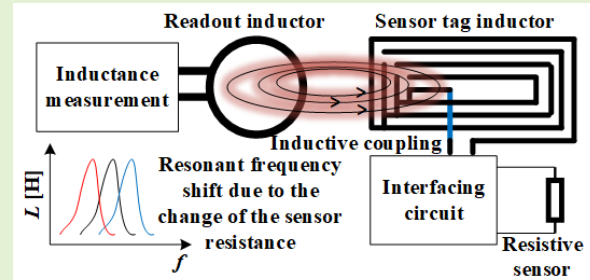 Readout inductor
Sensor tag inductor
Inductance
measurement
Inductive coupling
L [H]
f
Resonant frequency
shift due to the
change of the sensor
resistance
Interfacing
circuit
Resistive
sensor